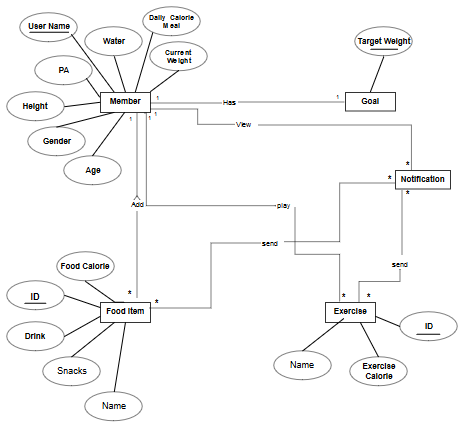 User Name
Water
Daily Calorie
Meal
Current
Weight
Target Weight
PA
Member
1
Has
1
Goal
Height
1
1
1
View
Gender
Age
*
*
Notification
*
Add
play
send
send
Food Calorie
ID
*
*
*
*
Drink
Food Item
Exercise
ID
Snacks
Name
Name
Exercise
Calorie